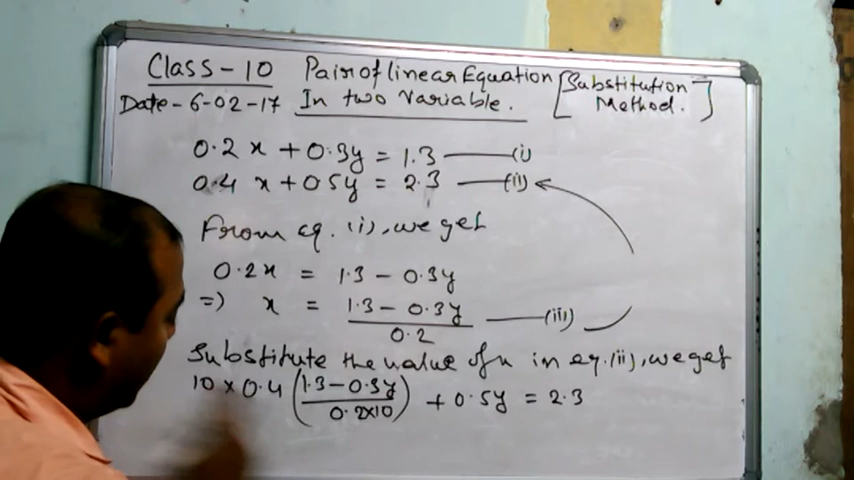 Class-10 Pair of linear Equation [Substitution
Date-6-02-17 In two Variable. Method.]
0.2 x + 0.3y = 1.3 — (i)
0.4 x + 0.5y = 2.3 — (ii)
From eq. (i), we get
0.2x = 1.3 - 0.3y
=) x = 1.3 - 0.3y — (iii)
0.2
Substitute the value of x in eq. (ii), we get
10 x 0.4 (1.3 - 0.3y) + 0.5y = 2.3
0.2x10